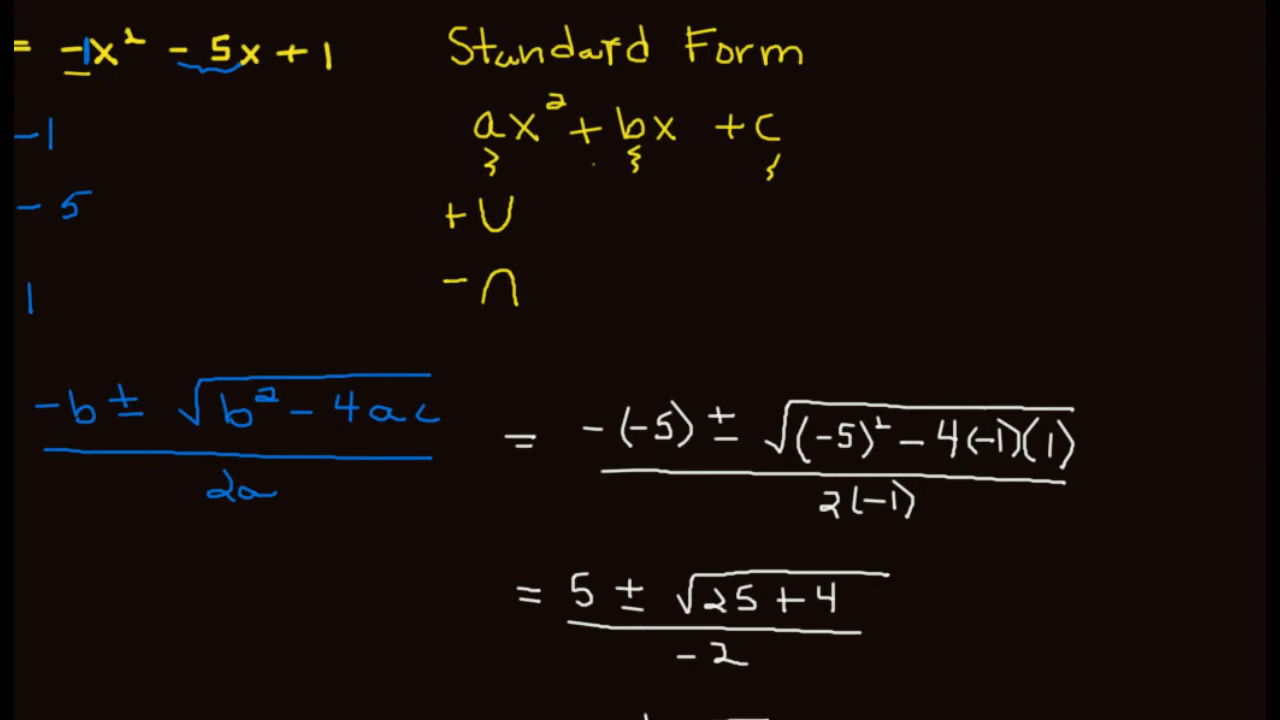 = -1x² - 5x + 1 Standard Form
-1 ax² + bx + c
- 5 + U
1 - ∩
-b ± √(b² - 4ac) / 2a = -(-5) ± √((-5)² - 4(-1)(1)) / 2(-1)
= 5 ± √(25 + 4) / -2